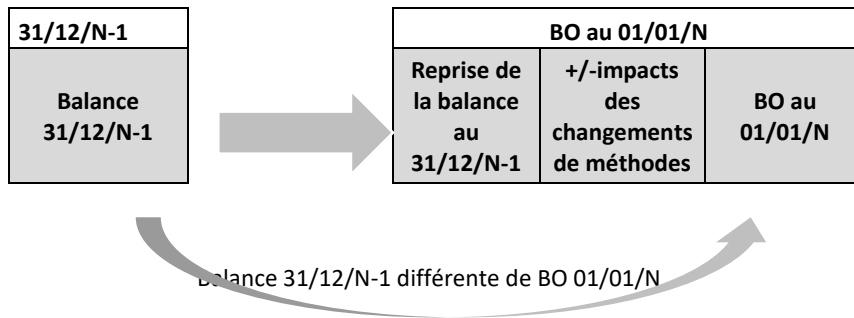 31/12/N-1
Balance
31/12/N-1
BO au 01/01/N
Reprise de
la balance
au
31/12/N-1
+/-impacts
des
changements
de méthodes
BO au
01/01/N
Balance 31/12/N-1 différente de BO 01/01/N